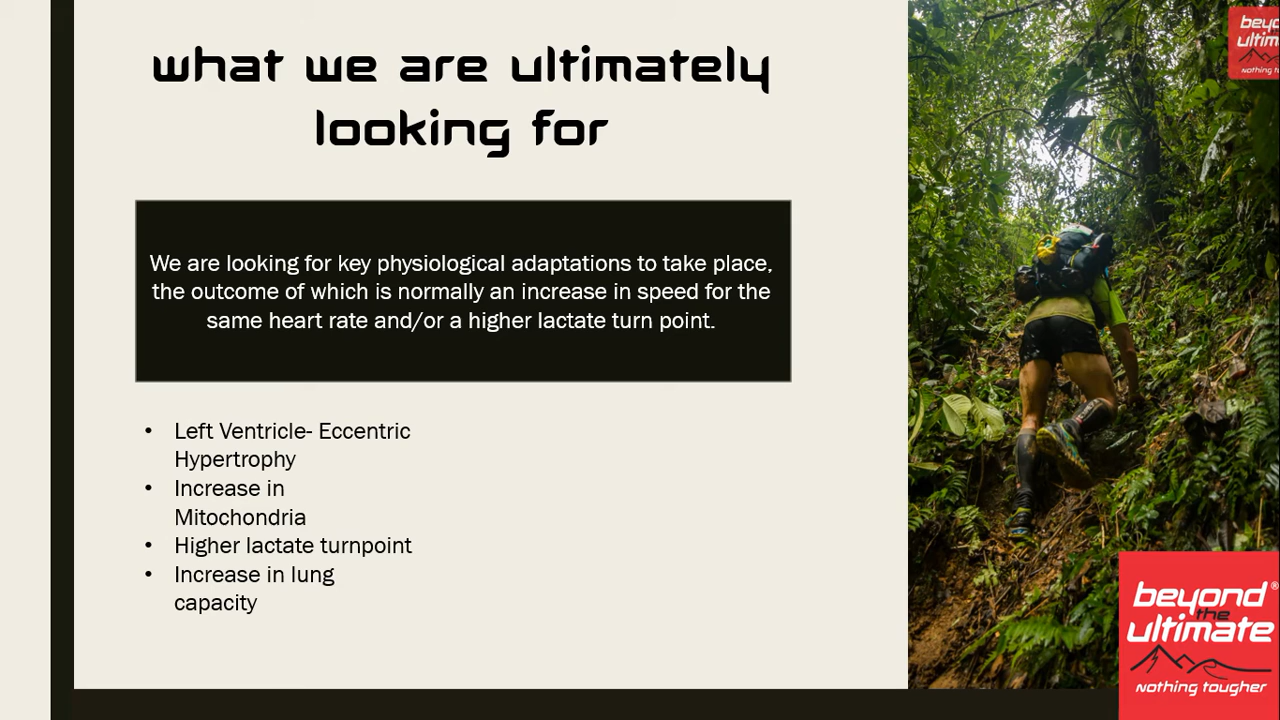 what we are ultimately
looking for
We are looking for key physiological adaptations to take place,
the outcome of which is normally an increase in speed for the
same heart rate and/or a higher lactate turn point.
• Left Ventricle- Eccentric
Hypertrophy
• Increase in
Mitochondria
• Higher lactate turnpoint
• Increase in lung
capacity
beyond®
the
ultimate
Nothing tougher